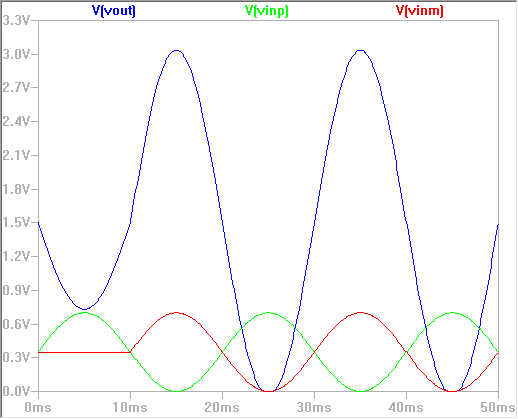 V(vout) V(vinp) V(vinm)
3.3V
3.0V
2.7V
2.4V
2.1V
1.8V
1.5V
1.2V
0.9V
0.6V
0.3V
0.0V
0ms 10ms 20ms 30ms 40ms 50ms